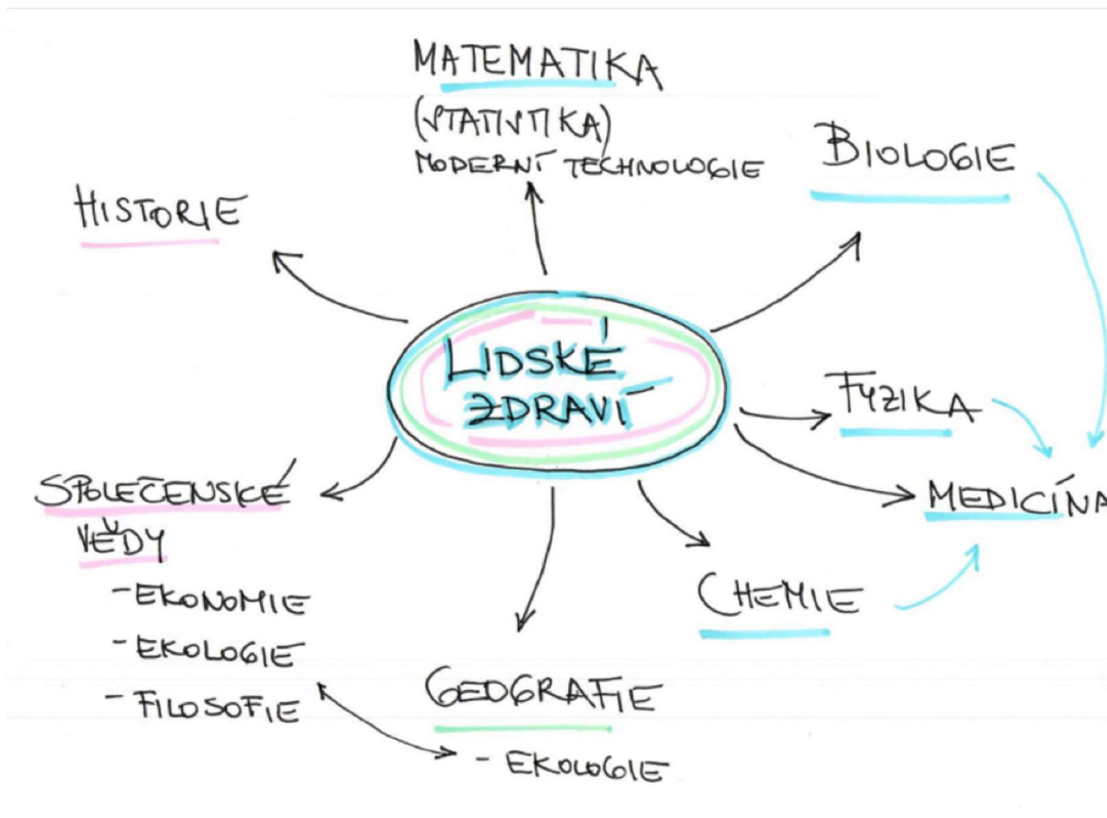 MATEMATIKA
(STATISTIKA)
MODERNÍ TECHNOLOGIE
BIOLOGIE
HISTORIE
LIDSKÉ
ZDRAVÍ
FYZIKA
MEDICÍNA
SPOLEČENSKÉ
VĚDY
- EKONOMIE
- EKOLOGIE
- FILOSOFIE
CHEMIE
GEOGRAFIE
- EKOLOGIE